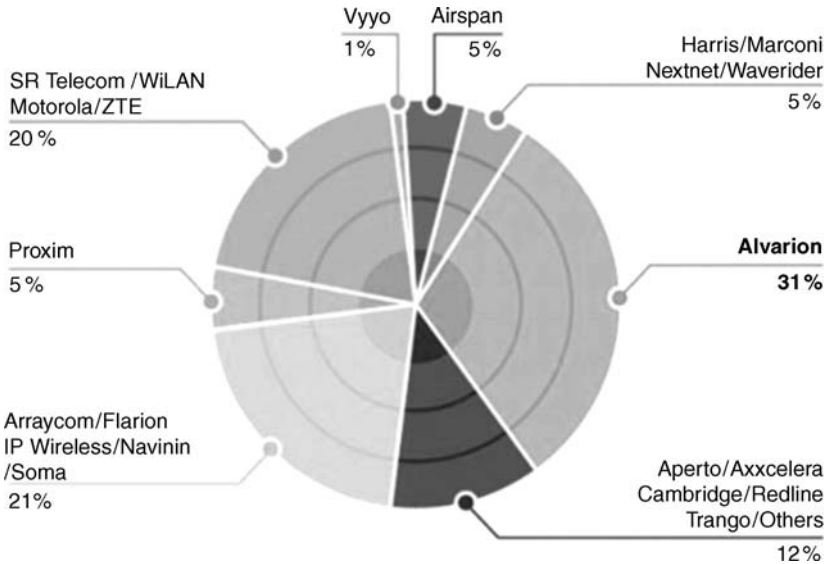 Vyyo
1%
Airspan
5%
Harris/Marconi
Nextnet/Waverider
5%
SR Telecom /WiLAN
Motorola/ZTE
20%
Alvarion
31%
Proxim
5%
Arraycom/Flarion
IP Wireless/Navinin
/Soma
21%
Aperto/Axxcelera
Cambridge/Redline
Trango/Others
12%